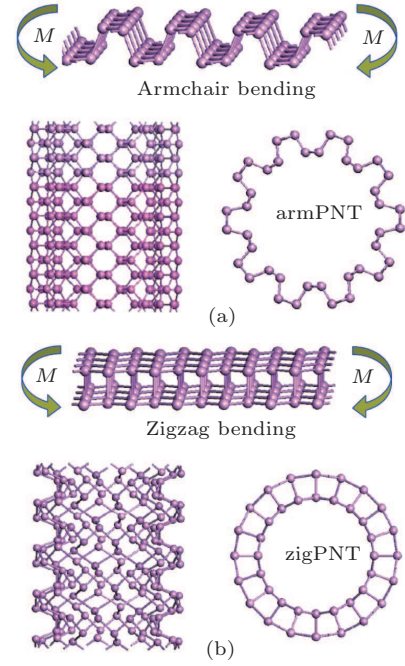 M M
Armchair bending
armPNT
(a)
M M
Zigzag bending
zigPNT
(b)